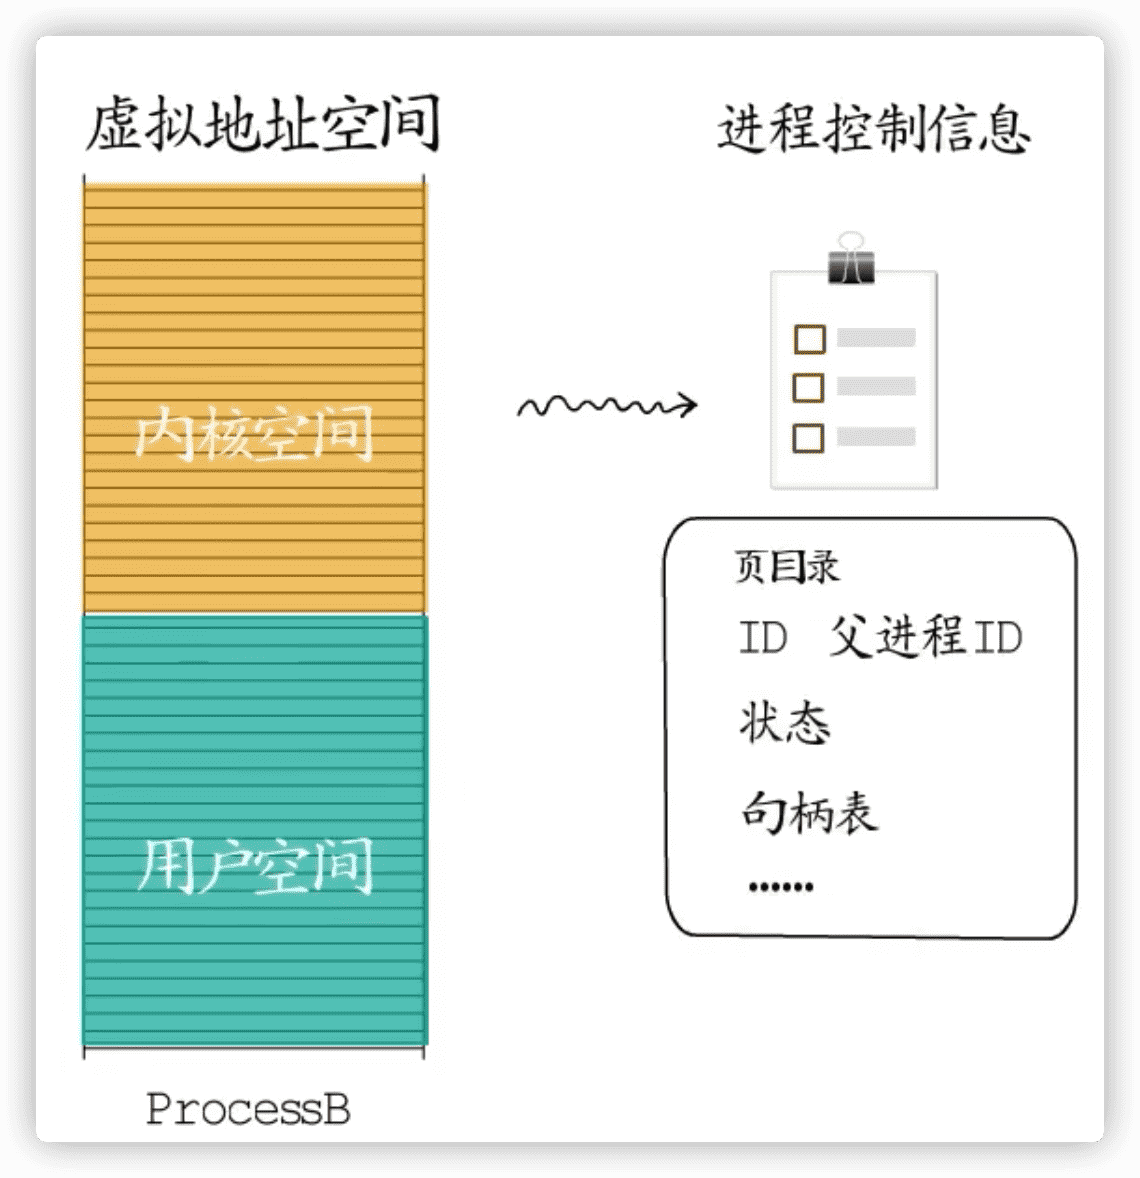 虚拟地址空间
内核空间
用户空间
ProcessB
进程控制信息
页目录
ID 父进程ID
状态
句柄表
••••••